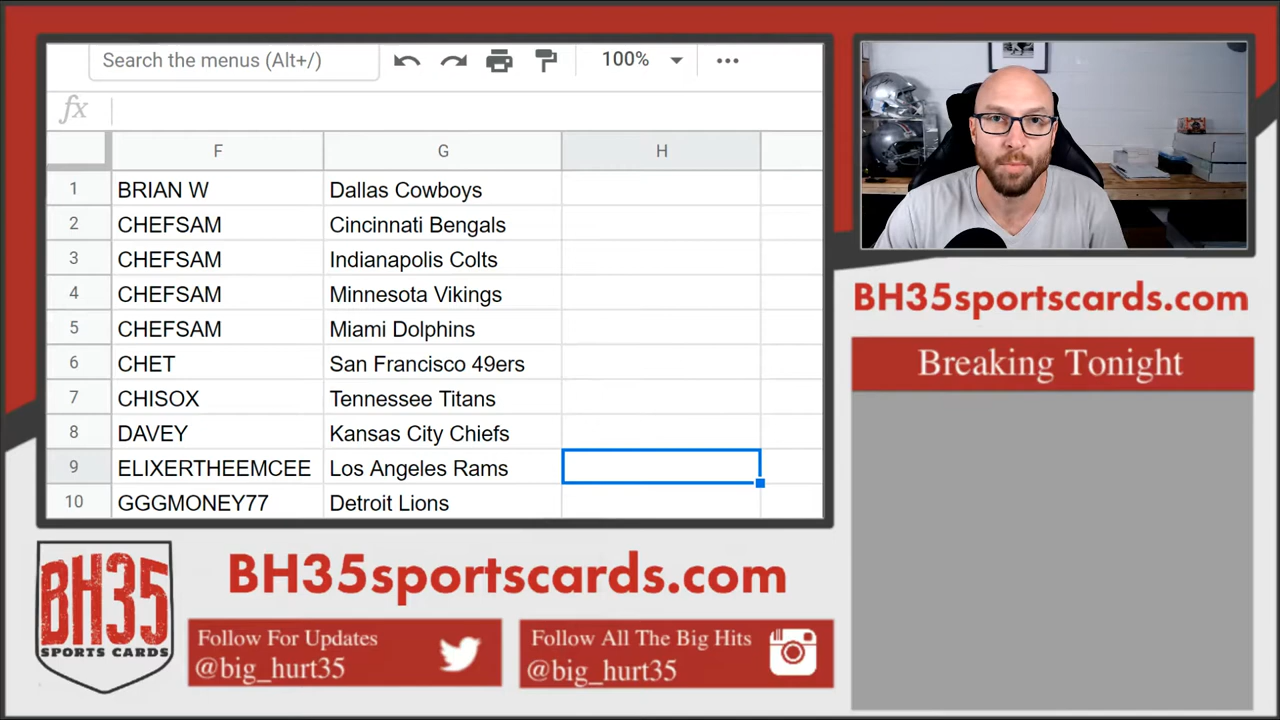 Search the menus (Alt+/)
100%
fx
F G H
1 BRIAN W Dallas Cowboys
2 CHEFSAM Cincinnati Bengals
3 CHEFSAM Indianapolis Colts
4 CHEFSAM Minnesota Vikings
5 CHEFSAM Miami Dolphins
6 CHET San Francisco 49ers
7 CHISOX Tennessee Titans
8 DAVEY Kansas City Chiefs
9 ELIXERTHEEMCEE Los Angeles Rams
10 GGGMONEY77 Detroit Lions
BH35sportscards.com
Breaking Tonight
BH35
SPORTS CARDS
BH35sportscards.com
Follow For Updates
@big_hurt35
Follow All The Big Hits
@big_hurt35